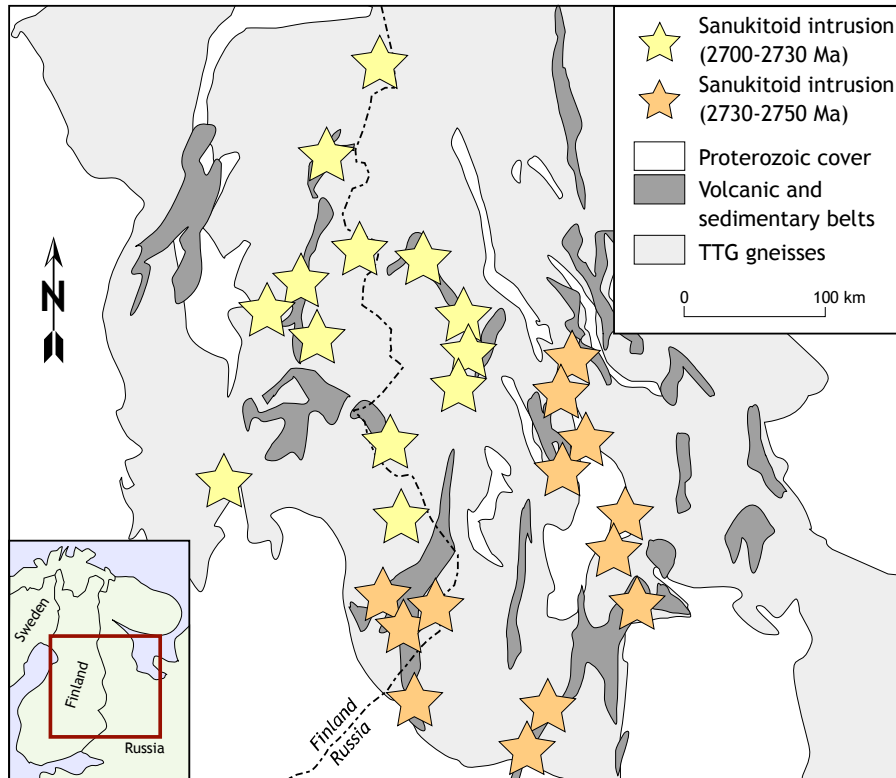 Sanukitoid intrusion
(2700-2730 Ma)
Sanukitoid intrusion
(2730-2750 Ma)
Proterozoic cover
Volcanic and
sedimentary belts
TTG gneisses
0 100 km
N
Finland
Russia
Sweden
Finland
Russia